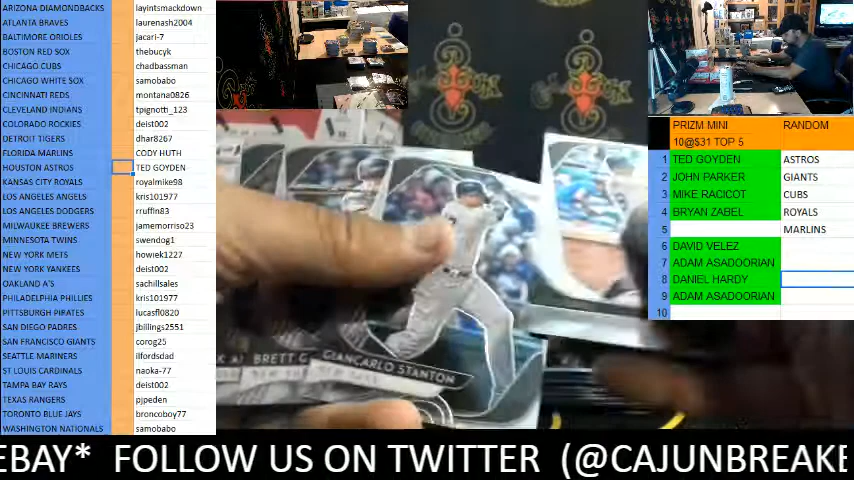 ARIZONA DIAMONDBACKS layintsmackdown
ATLANTA BRAVES laurenash2004
BALTIMORE ORIOLES jacari-7
BOSTON RED SOX thebucyk
CHICAGO CUBS chadbassman
CHICAGO WHITE SOX samobabo
CINCINNATI REDS montana0826
CLEVELAND INDIANS tpignotti_123
COLORADO ROCKIES deist002
DETROIT TIGERS dhar8267
FLORIDA MARLINS CODY HUTH
HOUSTON ASTROS TED GOYDEN
KANSAS CITY ROYALS royalmike98
LOS ANGELES ANGELS kris101977
LOS ANGELES DODGERS rruffin83
MILWAUKEE BREWERS jamemorriso23
MINNESOTA TWINS swendog1
NEW YORK METS howiek1227
NEW YORK YANKEES deist002
OAKLAND A'S sachillsales
PHILADELPHIA PHILLIES kris101977
PITTSBURGH PIRATES lucasfl0820
SAN DIEGO PADRES jbillings2551
SAN FRANCISCO GIANTS corog25
SEATTLE MARINERS ilfordsdad
ST LOUIS CARDINALS naoka-77
TAMPA BAY RAYS deist002
TEXAS RANGERS pjpeden
TORONTO BLUE JAYS broncoboy77
WASHINGTON NATIONALS samobabo
PRIZM MINI RANDOM
10@$31 TOP 5
1 TED GOYDEN ASTROS
2 JOHN PARKER GIANTS
3 MIKE RACICOT CUBS
4 BRYAN ZABEL ROYALS
5 MARLINS
6 DAVID VELEZ
7 ADAM ASADOORIAN
8 DANIEL HARDY
9 ADAM ASADOORIAN
10
BRETT G
GIANCARLO STANTON
EBAY* FOLLOW US ON TWITTER (@CAJUNBREAKE